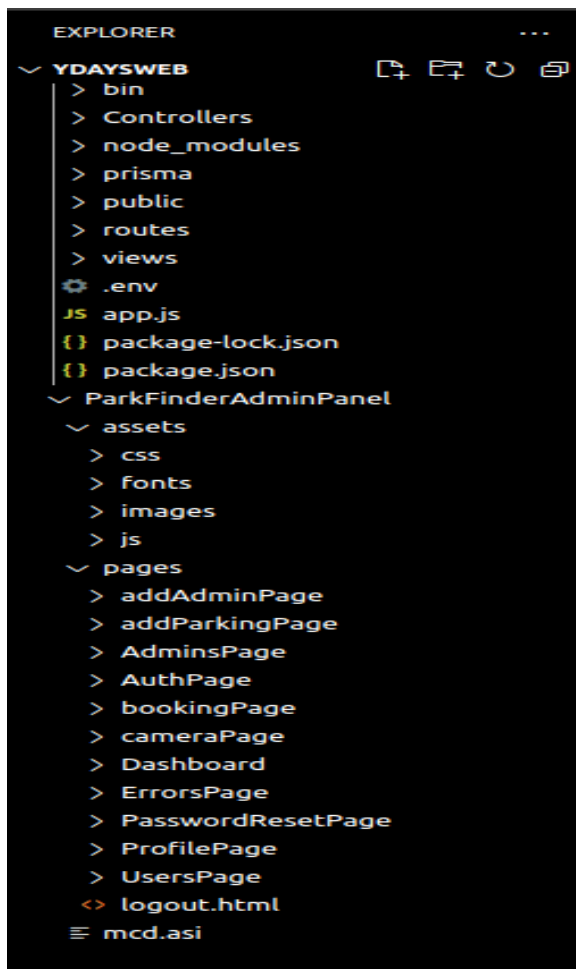 EXPLORER ...
YDAYSWEB
bin
Controllers
node_modules
prisma
public
routes
views
.env
JS app.js
{} package-lock.json
{} package.json
ParkFinderAdminPanel
assets
css
fonts
images
js
pages
addAdminPage
addParkingPage
AdminsPage
AuthPage
bookingPage
cameraPage
Dashboard
ErrorsPage
PasswordResetPage
ProfilePage
UsersPage
<> logout.html
mcd.asi